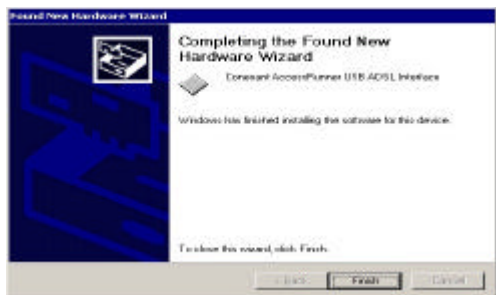 Found New Hardware Wizard
Completing the Found New
Hardware Wizard
Conexant AccessRunner USB ADSL Interface
Windows has finished installing the software for this device.
To close this wizard, click Finish.
< Back
Finish
Cancel